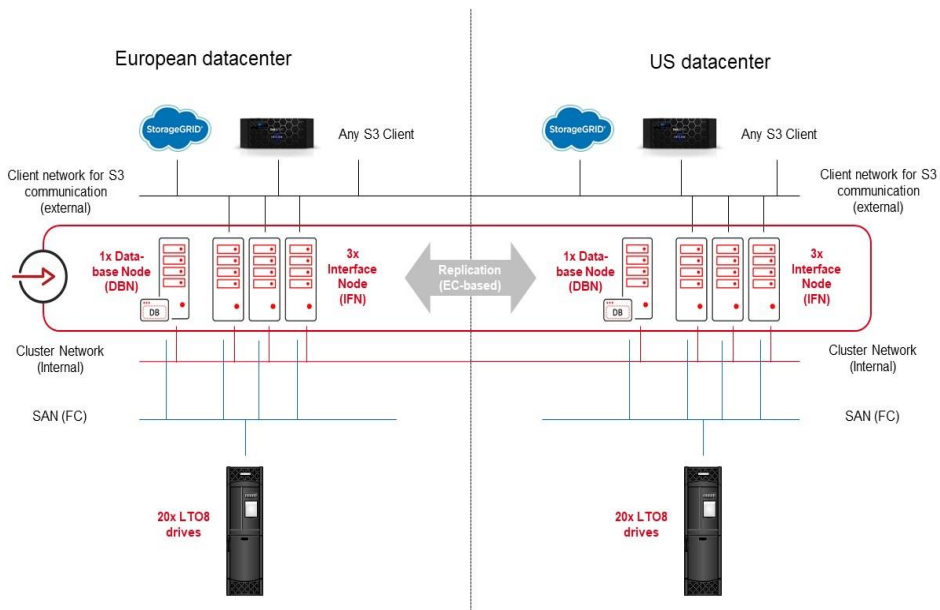 European datacenter
US datacenter
StorageGRID®
Any S3 Client
StorageGRID®
Any S3 Client
Client network for S3
communication
(external)
Client network for S3
communication
(external)
1x Data-
base Node
(DBN)
DB
3x
Interface
Node
(IFN)
Replication
(EC-based)
1x Data-
base Node
(DBN)
DB
3x
Interface
Node
(IFN)
Cluster Network
(Internal)
Cluster Network
(Internal)
SAN (FC)
SAN (FC)
20x LTO8
drives
20x LTO8
drives